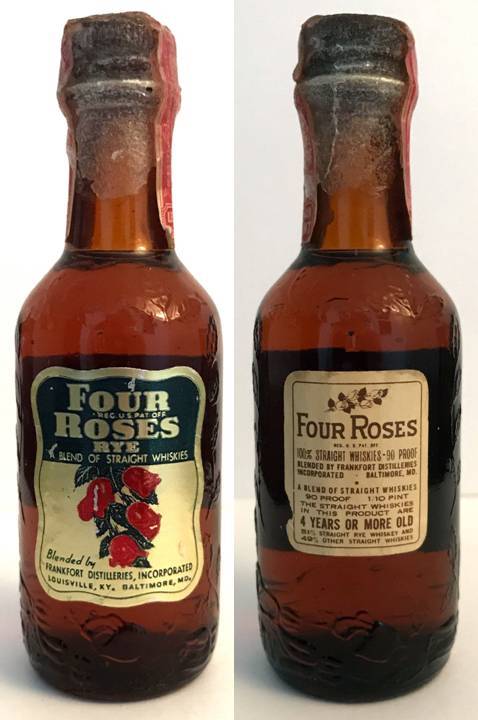 FOUR
REG. U.S. PAT. OFF.
ROSES
RYE
A BLEND OF STRAIGHT WHISKIES
Blended by
FRANKFORT DISTILLERIES, INCORPORATED
LOUISVILLE, KY. BALTIMORE, MD.
FOUR ROSES
REG. U. S. PAT. OFF.
100% STRAIGHT WHISKIES - 90 PROOF
BLENDED BY FRANKFORT DISTILLERIES
INCORPORATED • BALTIMORE, MD.
A BLEND OF STRAIGHT WHISKIES
90 PROOF 1/10 PINT
THE STRAIGHT WHISKIES
IN THIS PRODUCT ARE
4 YEARS OR MORE OLD
51% STRAIGHT RYE WHISKEY AND
49% OTHER STRAIGHT WHISKIES